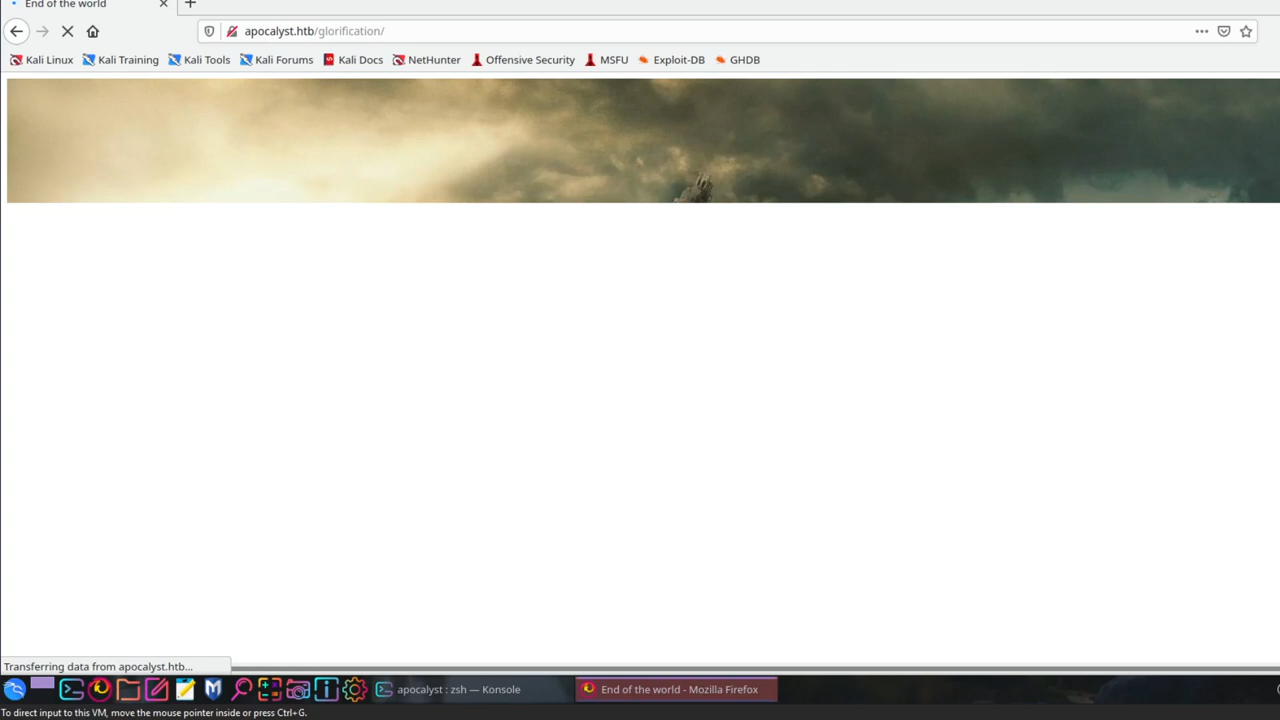 End of the world
apocalyst.htb/glorification/
Kali Linux Kali Training Kali Tools Kali Forums Kali Docs NetHunter Offensive Security MSFU Exploit-DB GHDB
Transferring data from apocalyst.htb...
apocalyst : zsh — Konsole End of the world - Mozilla Firefox
To direct input to this VM, move the mouse pointer inside or press Ctrl+G.